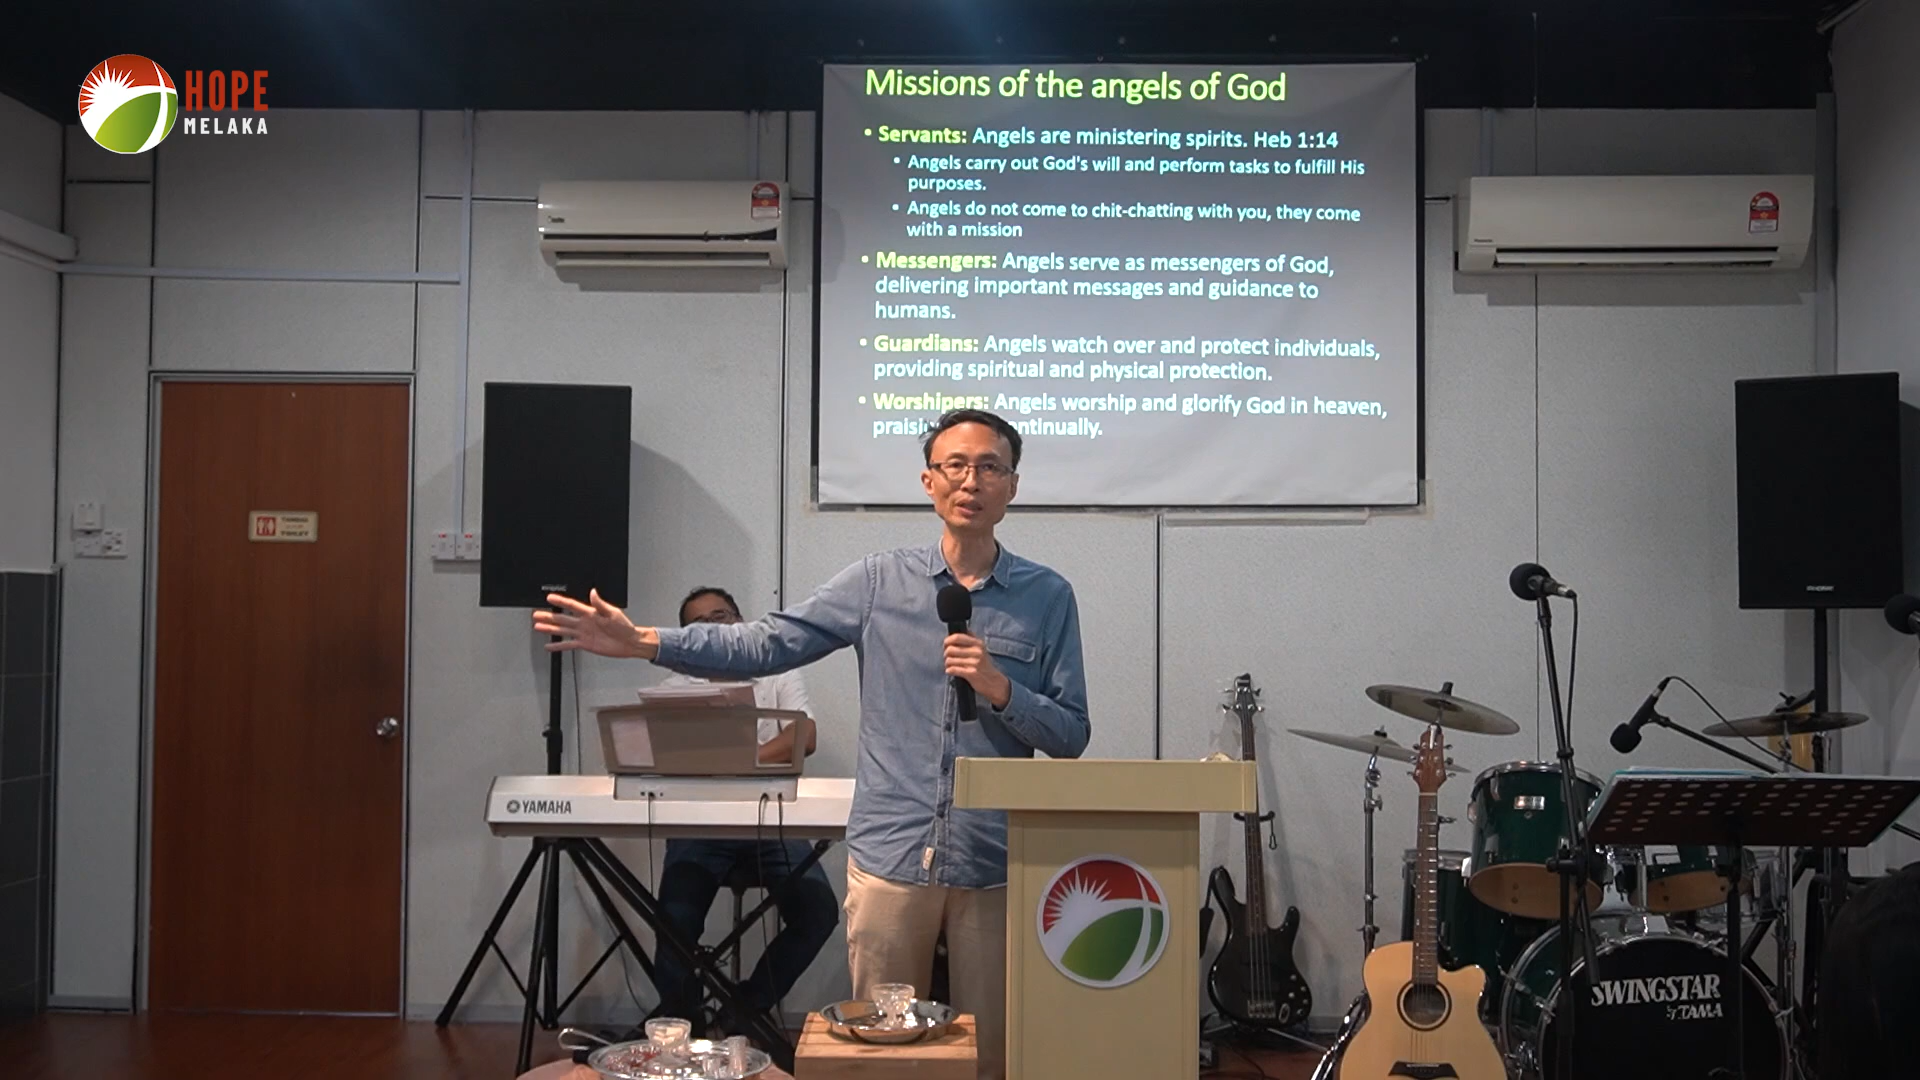 HOPE
MELAKA
Missions of the angels of God
• Servants: Angels are ministering spirits. Heb 1:14
• Angels carry out God's will and perform tasks to fulfill His
purposes.
• Angels do not come to chit-chatting with you, they come
with a mission
• Messengers: Angels serve as messengers of God,
delivering important messages and guidance to
humans.
• Guardians: Angels watch over and protect individuals,
providing spiritual and physical protection.
• Worshipers: Angels worship and glorify God in heaven,
TANDAS
TOILET
YAMAHA
SWINGSTAR
TAMA